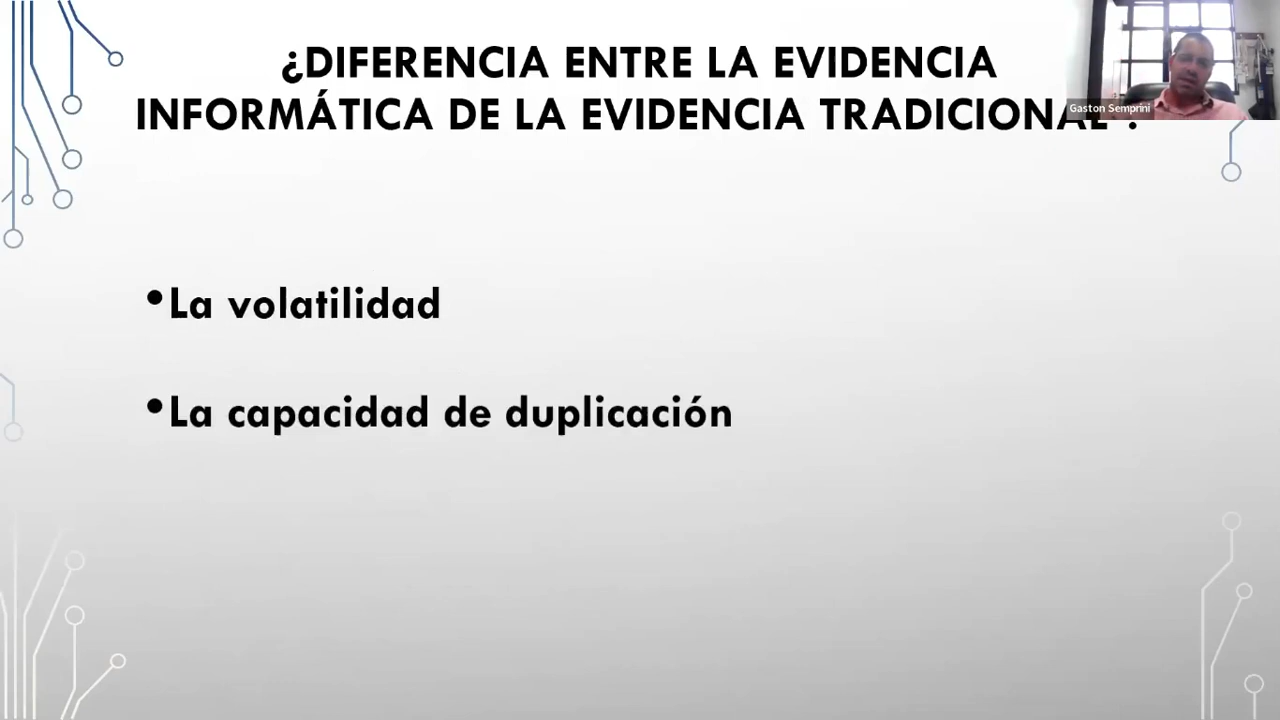 ¿DIFERENCIA ENTRE LA EVIDENCIA
INFORMÁTICA DE LA EVIDENCIA TRADICIONAL
Gaston Semprini
•La volatilidad
•La capacidad de duplicación